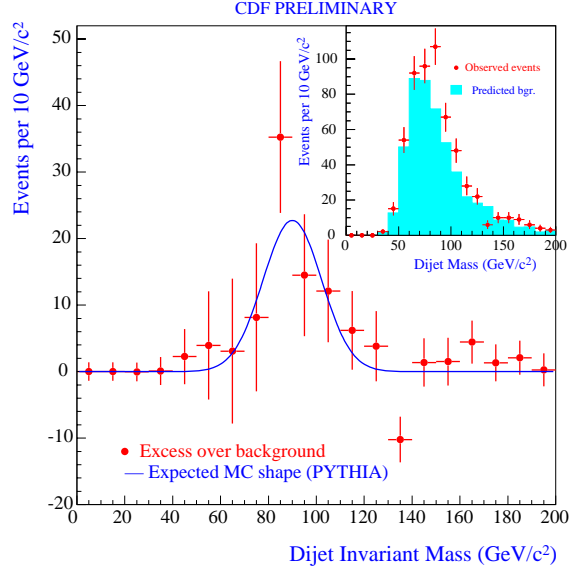 CDF PRELIMINARY
Events per 10 GeV/c²
50
40
30
20
10
0
-10
-20
0 20 40 60 80 100 120 140 160 180 200
Dijet Invariant Mass (GeV/c²)
Excess over background
Expected MC shape (PYTHIA)
Events per 10 GeV/c²
100
80
60
40
20
0
0 50 100 150 200
Dijet Mass (GeV/c²)
Observed events
Predicted bgr.